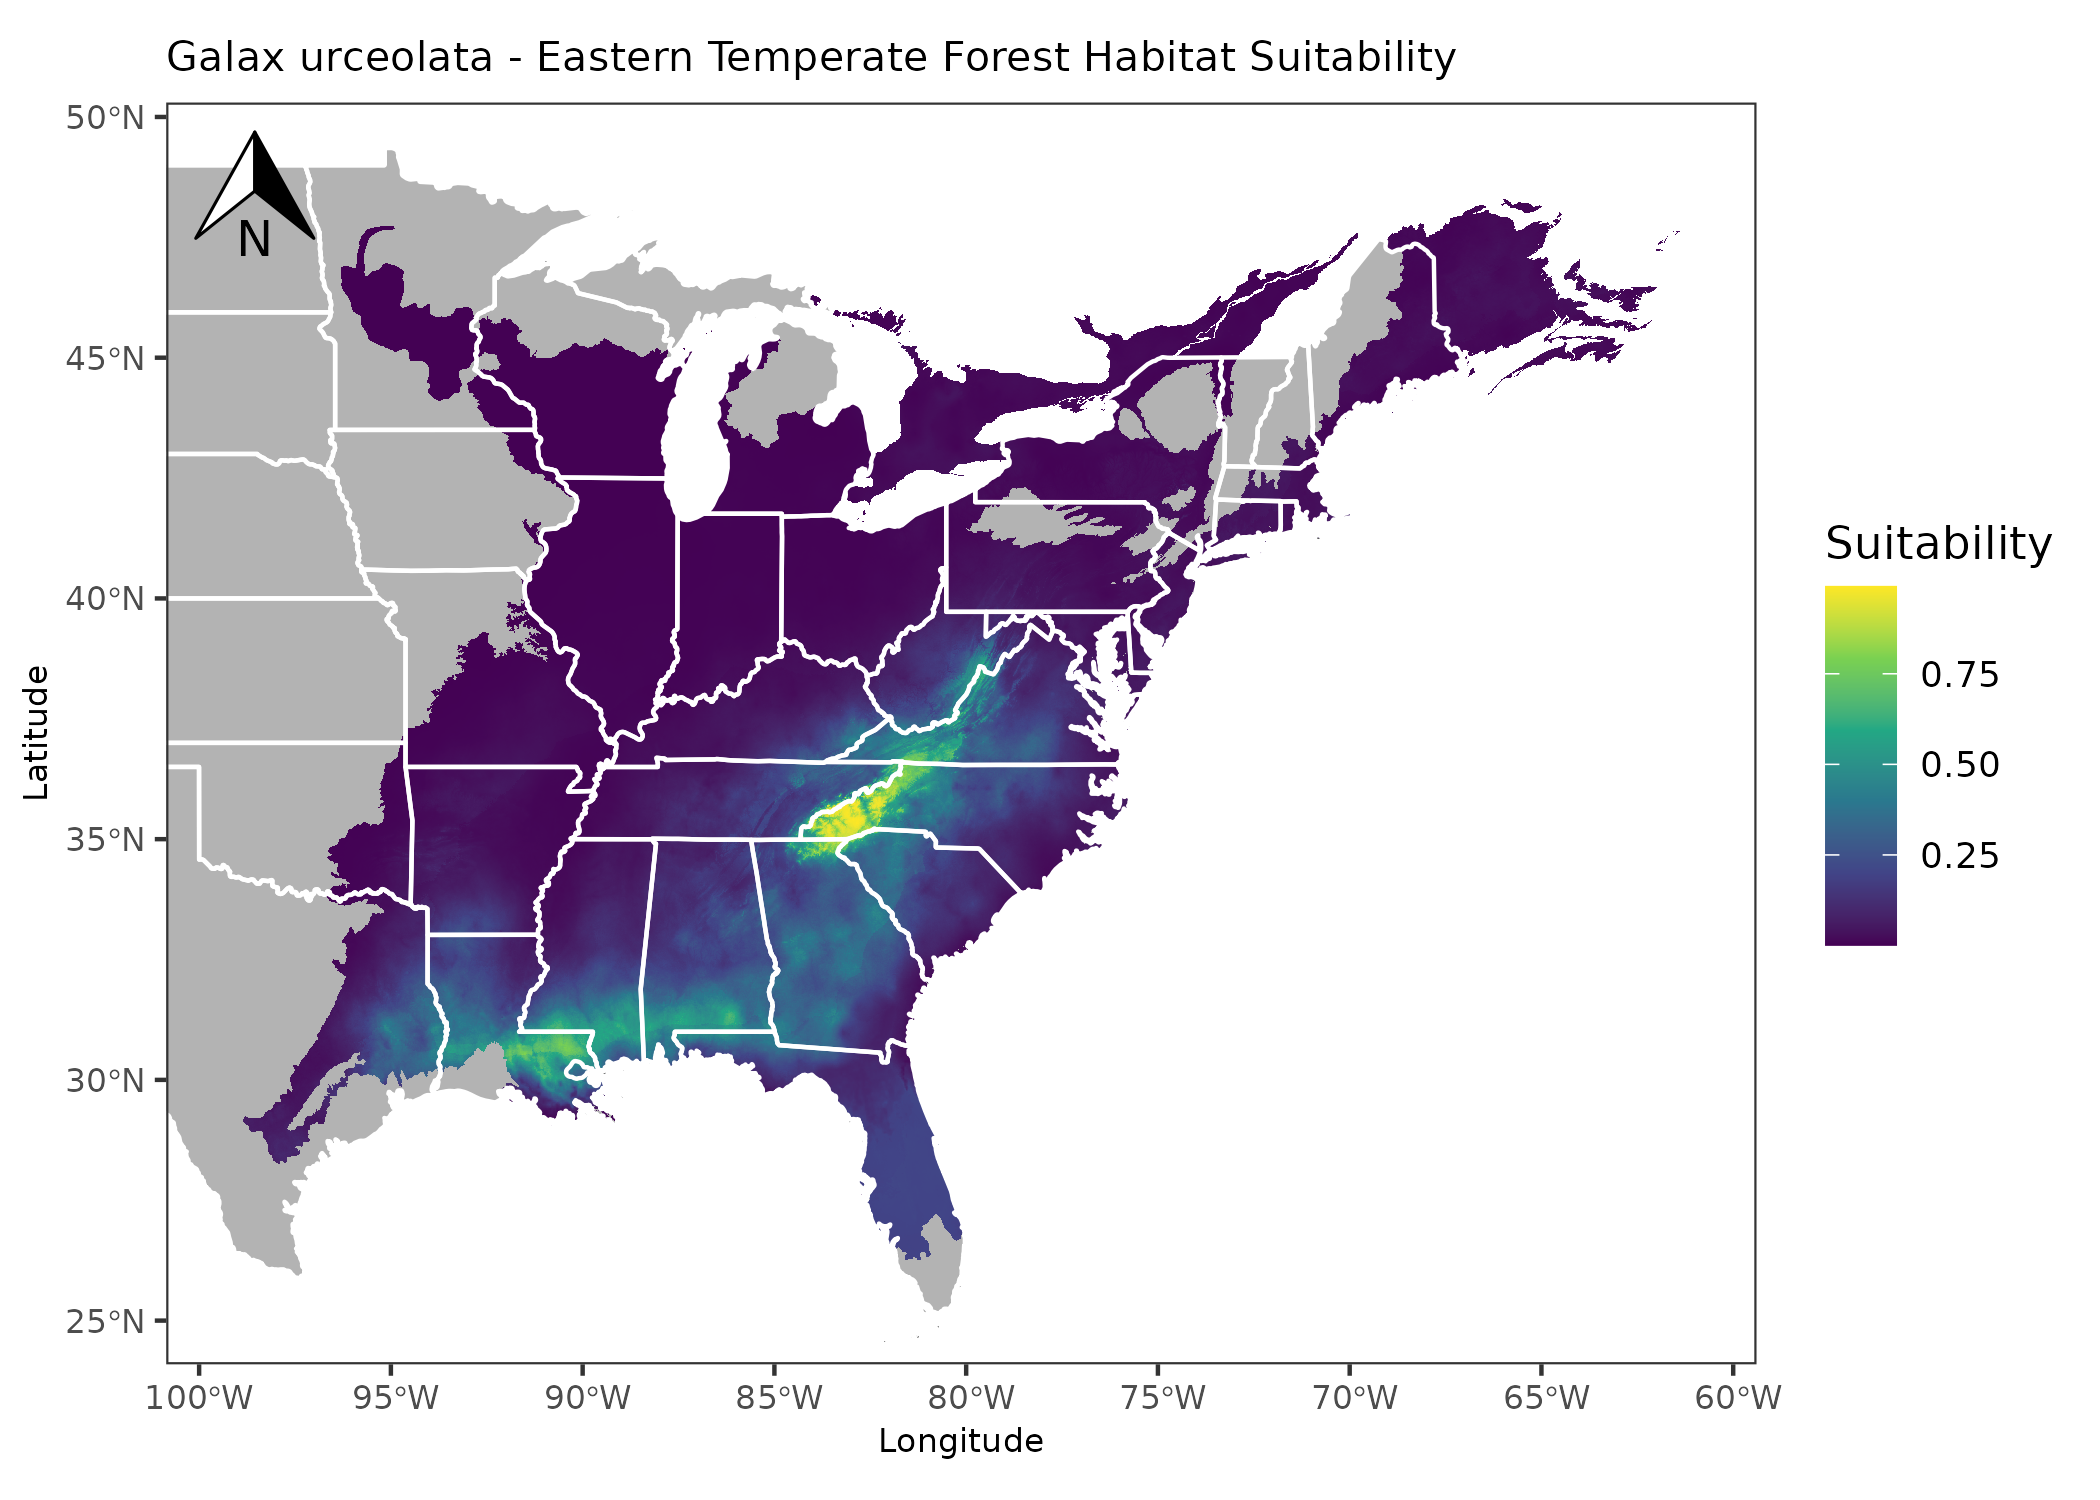 Galax urceolata - Eastern Temperate Forest Habitat Suitability
50°N
45°N
40°N
35°N
30°N
25°N
Latitude
N
100°W 95°W 90°W 85°W 80°W 75°W 70°W 65°W 60°W
Longitude
Suitability
0.75
0.50
0.25